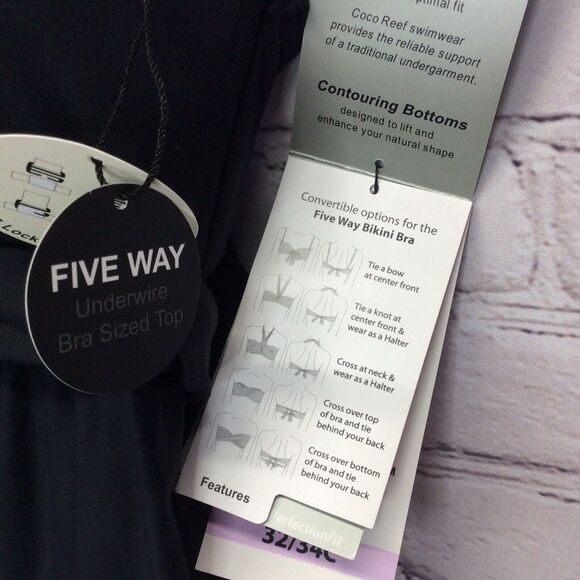 optimal fit
Coco Reef swimwear
provides the reliable support
of a traditional undergarment.
Contouring Bottoms
designed to lift and
enhance your natural shape
Convertible options for the
Five Way Bikini Bra
Tie a bow
at center front
Tie a knot at
center front &
wear as a Halter
Cross at neck &
wear as a Halter
Cross over top
of bra and tie
behind your back
Cross over bottom
of bra and tie
behind your back
Features
PerfectionFit
32/34C
M
Lock
FIVE WAY
Underwire
Bra Sized Top